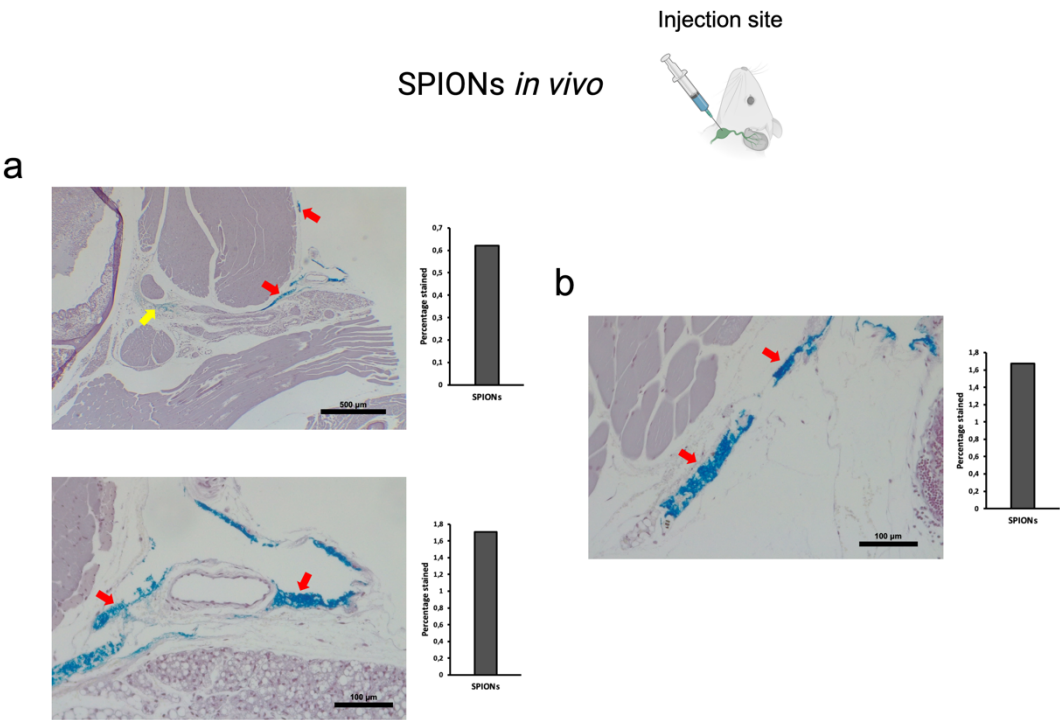 Injection site
SPIONs in vivo
a
Percentage stained
0,7
0,6
0,5
0,4
0,3
0,2
0,1
0
SPIONs
500 µm
b
Percentage stained
1,8
1,6
1,4
1,2
1
0,8
0,6
0,4
0,2
0
SPIONs
100 µm
Percentage stained
1,8
1,6
1,4
1,2
1
0,8
0,6
0,4
0,2
0
SPIONs
100 µm